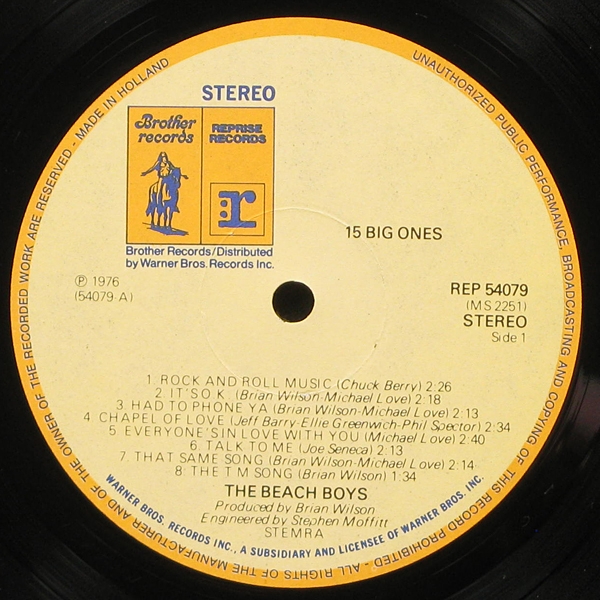 STEREO
Brother
records
REPRISE
RECORDS
r
Brother Records/Distributed
by Warner Bros. Records Inc.
15 BIG ONES
℗ 1976
(54079-A)
REP 54079
(MS 2251)
STEREO
Side 1
1. ROCK AND ROLL MUSIC (Chuck Berry) 2:26
2. IT'S O.K. (Brian Wilson-Michael Love) 2:18
3. HAD TO PHONE YA (Brian Wilson-Michael Love) 2:13
4 CHAPEL OF LOVE (Jeff Barry-Ellie Greenwich-Phil Spector) 2:34
5. EVERYONE'S IN LOVE WITH YOU (Michael Love) 2:40
6. TALK TO ME (Joe Seneca) 2:13
7. THAT SAME SONG (Brian Wilson-Michael Love) 2:14
8: THE T M SONG (Brian Wilson) 1:34
THE BEACH BOYS
Produced by Brian Wilson
Engineered by Stephen Moffitt
STEMRA
WARNER BROS. RECORDS INC., A SUBSIDIARY AND LICENSEE OF WARNER BROS. INC.
UNAUTHORIZED PUBLIC PERFORMANCE, BROADCASTING AND COPYING OF THIS RECORD PROHIBITED - ALL RIGHTS OF THE MANUFACTURER AND OF THE OWNER OF THE RECORDED WORK ARE RESERVED - MADE IN HOLLAND